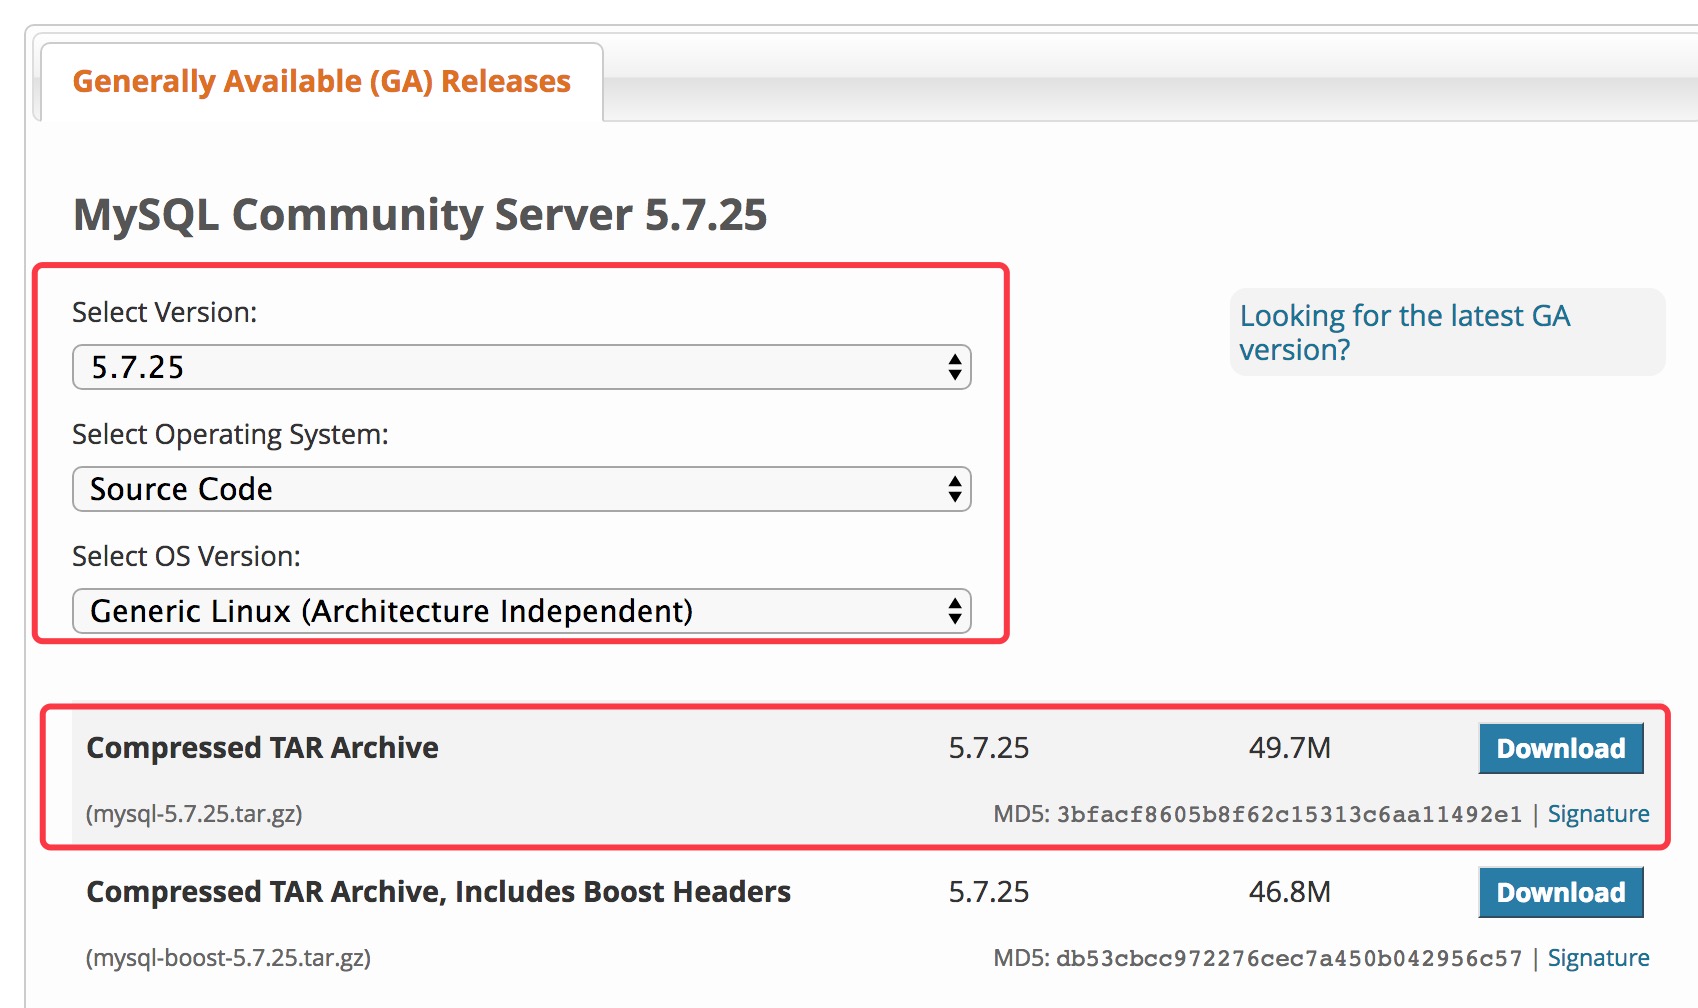 Generally Available (GA) Releases
MySQL Community Server 5.7.25
Select Version:
5.7.25
Looking for the latest GA
version?
Select Operating System:
Source Code
Select OS Version:
Generic Linux (Architecture Independent)
Compressed TAR Archive 5.7.25 49.7M Download
(mysql-5.7.25.tar.gz) MD5: 3bfacf8605b8f62c15313c6aa11492e1 | Signature
Compressed TAR Archive, Includes Boost Headers 5.7.25 46.8M Download
(mysql-boost-5.7.25.tar.gz) MD5: db53cbcc972276cec7a450b042956c57 | Signature